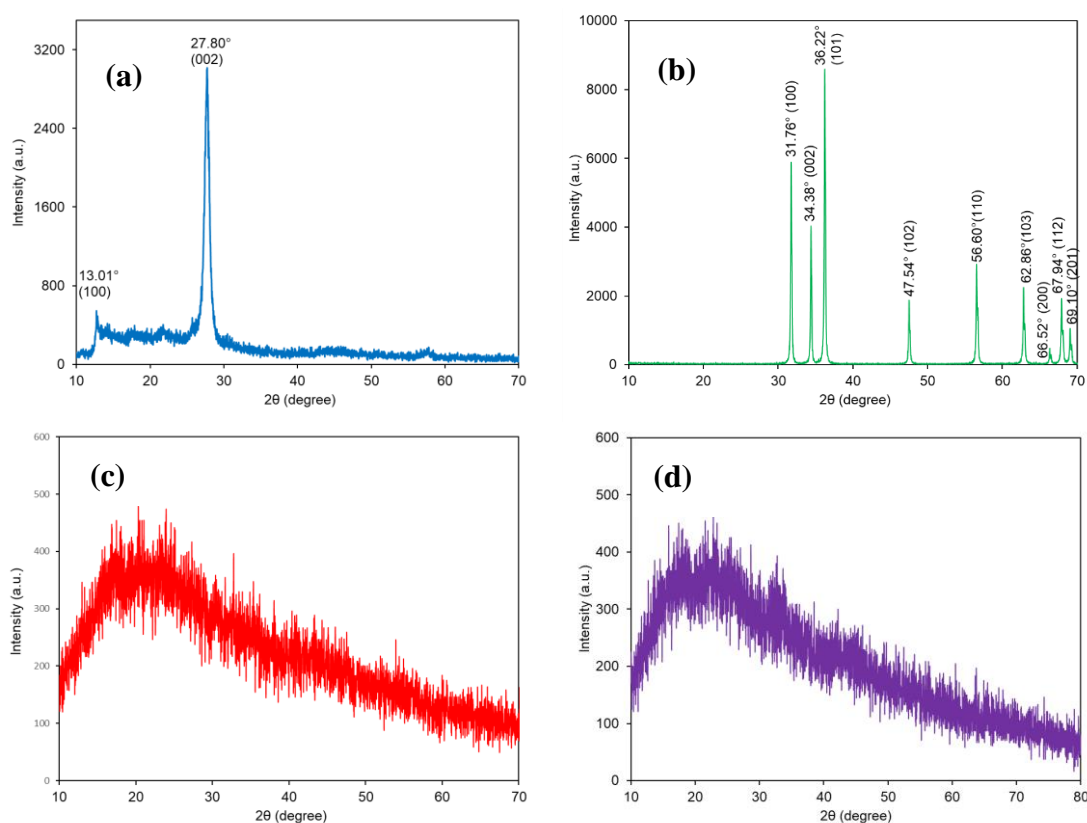 (a)
27.80°
(002)
13.01°
(100)
Intensity (a.u.)
3200
2400
1600
800
0
10 20 30 40 50 60 70
2θ (degree)
(b)
31.76° (100)
34.38° (002)
36.22°
(101)
47.54° (102)
56.60°(110)
62.86°(103)
66.52° (200)
67.94° (112)
69.10° (201)
Intensity (a.u.)
10000
8000
6000
4000
2000
0
10 20 30 40 50 60 70
2θ (degree)
(c)
Intensity (a.u.)
600
500
400
300
200
100
0
10 20 30 40 50 60 70
2θ (degree)
(d)
Intensity (a.u.)
600
500
400
300
200
100
0
10 20 30 40 50 60 70 80
2θ (degree)